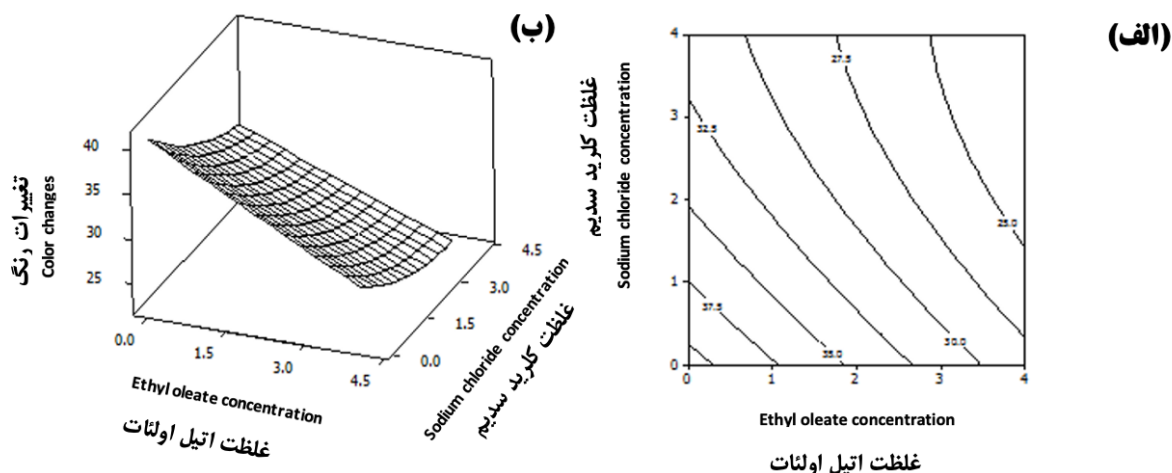 (ب)
40
35
30
25
تغییرات رنگ
Color changes
0.0
1.5
3.0
4.5
Ethyl oleate concentration
غلظت اتیل اولئات
0.0
1.5
3.0
4.5
Sodium chloride concentration
غلظت کلرید سدیم
(الف)
غلظت کلرید سدیم
Sodium chloride concentration
4
3
2
1
0
27.5
32.5
25.0
37.5
35.0
30.0
0
1
2
3
4
Ethyl oleate concentration
غلظت اتیل اولئات